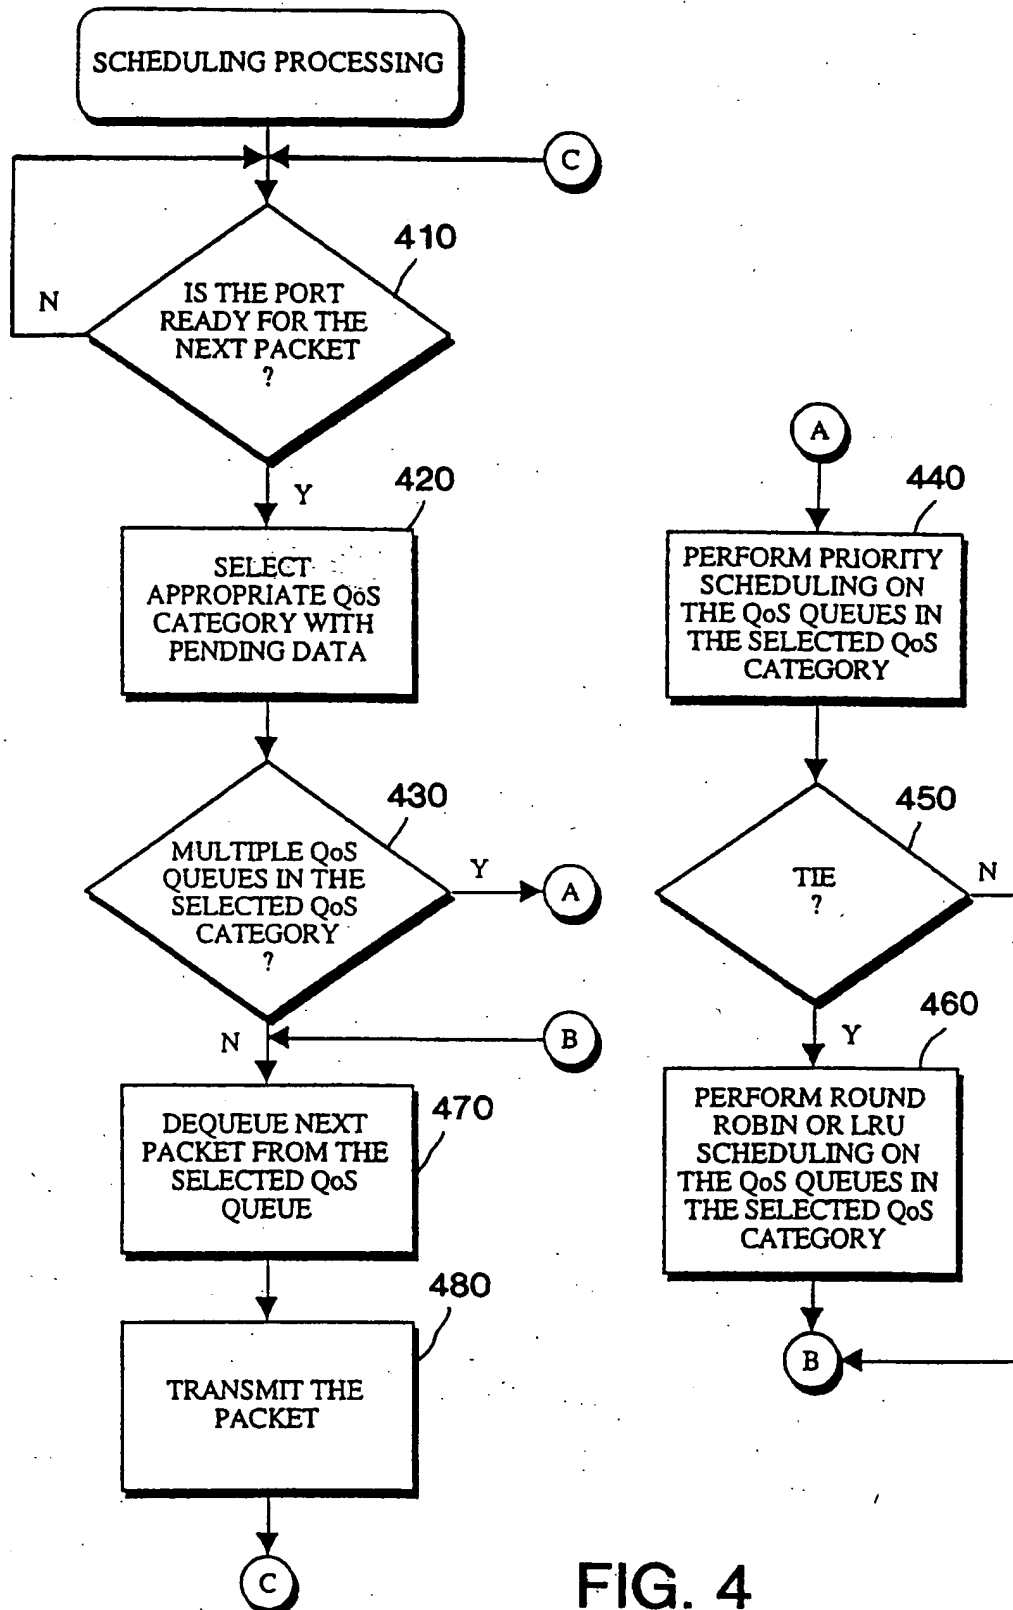 SCHEDULING PROCESSING
C
410
IS THE PORT
READY FOR THE
NEXT PACKET
?
N
Y
420
SELECT
APPROPRIATE QoS
CATEGORY WITH
PENDING DATA
430
MULTIPLE QoS
QUEUES IN THE
SELECTED QoS
CATEGORY
?
Y
A
N
B
470
DEQUEUE NEXT
PACKET FROM THE
SELECTED QoS
QUEUE
480
TRANSMIT THE
PACKET
C
A
440
PERFORM PRIORITY
SCHEDULING ON
THE QoS QUEUES IN
THE SELECTED QoS
CATEGORY
450
TIE
?
N
Y
460
PERFORM ROUND
ROBIN OR LRU
SCHEDULING ON
THE QoS QUEUES IN
THE SELECTED QoS
CATEGORY
B
FIG. 4